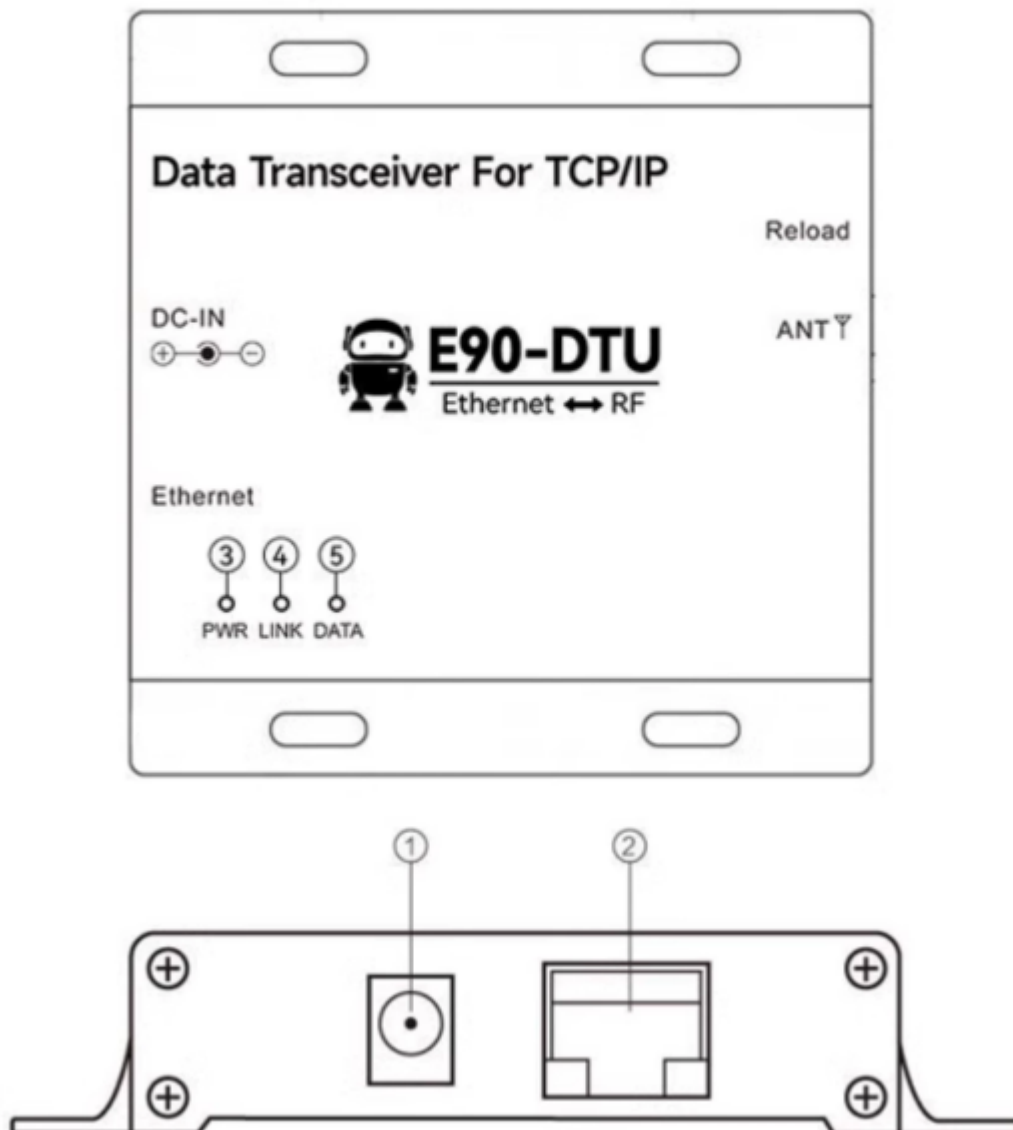 Data Transceiver For TCP/IP
Reload
DC-IN
ANT
E90-DTU
Ethernet ↔ RF
Ethernet
③ ④ ⑤
PWR LINK DATA
① ②